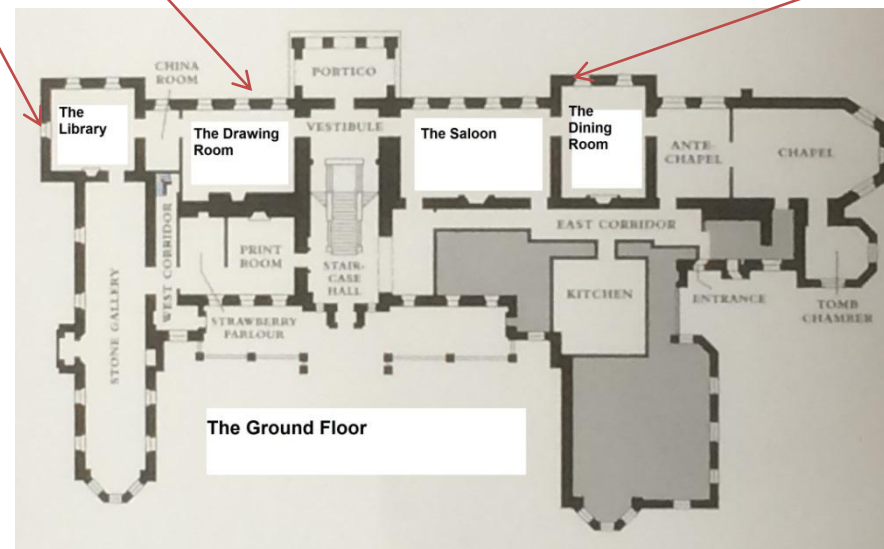 CHINA
ROOM
PORTICO
The
Library
The Drawing
Room
VESTIBULE
The Saloon
The
Dining
Room
ANTE-
CHAPEL
CHAPEL
WEST CORRIDOR
PRINT
ROOM
STAIR-
CASE
HALL
EAST CORRIDOR
KITCHEN
ENTRANCE
TOMB
CHAMBER
STONE GALLERY
STRAWBERRY
PARLOUR
The Ground Floor